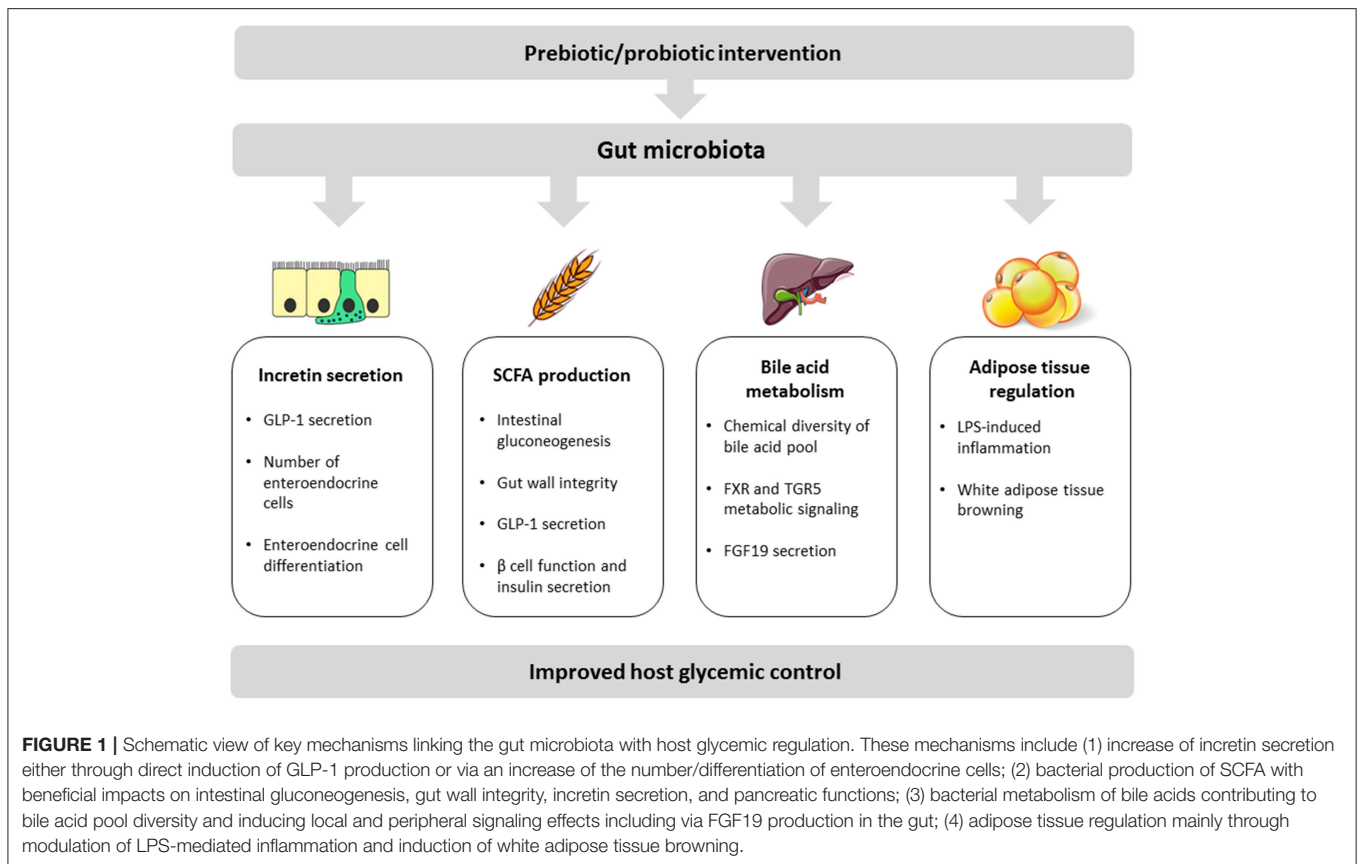 Prebiotic/probiotic intervention
Gut microbiota
Incretin secretion
• GLP-1 secretion
• Number of
enteroendocrine
cells
• Enteroendocrine cell
differentiation
SCFA production
• Intestinal
gluconeogenesis
• Gut wall integrity
• GLP-1 secretion
• β cell function and
insulin secretion
Bile acid
metabolism
• Chemical diversity of
bile acid pool
• FXR and TGR5
metabolic signaling
• FGF19 secretion
Adipose tissue
regulation
• LPS-induced
inflammation
• White adipose tissue
browning
Improved host glycemic control
FIGURE 1 | Schematic view of key mechanisms linking the gut microbiota with host glycemic regulation. These mechanisms include (1) increase of incretin secretion
either through direct induction of GLP-1 production or via an increase of the number/differentiation of enteroendocrine cells; (2) bacterial production of SCFA with
beneficial impacts on intestinal gluconeogenesis, gut wall integrity, incretin secretion, and pancreatic functions; (3) bacterial metabolism of bile acids contributing to
bile acid pool diversity and inducing local and peripheral signaling effects including via FGF19 production in the gut; (4) adipose tissue regulation mainly through
modulation of LPS-mediated inflammation and induction of white adipose tissue browning.